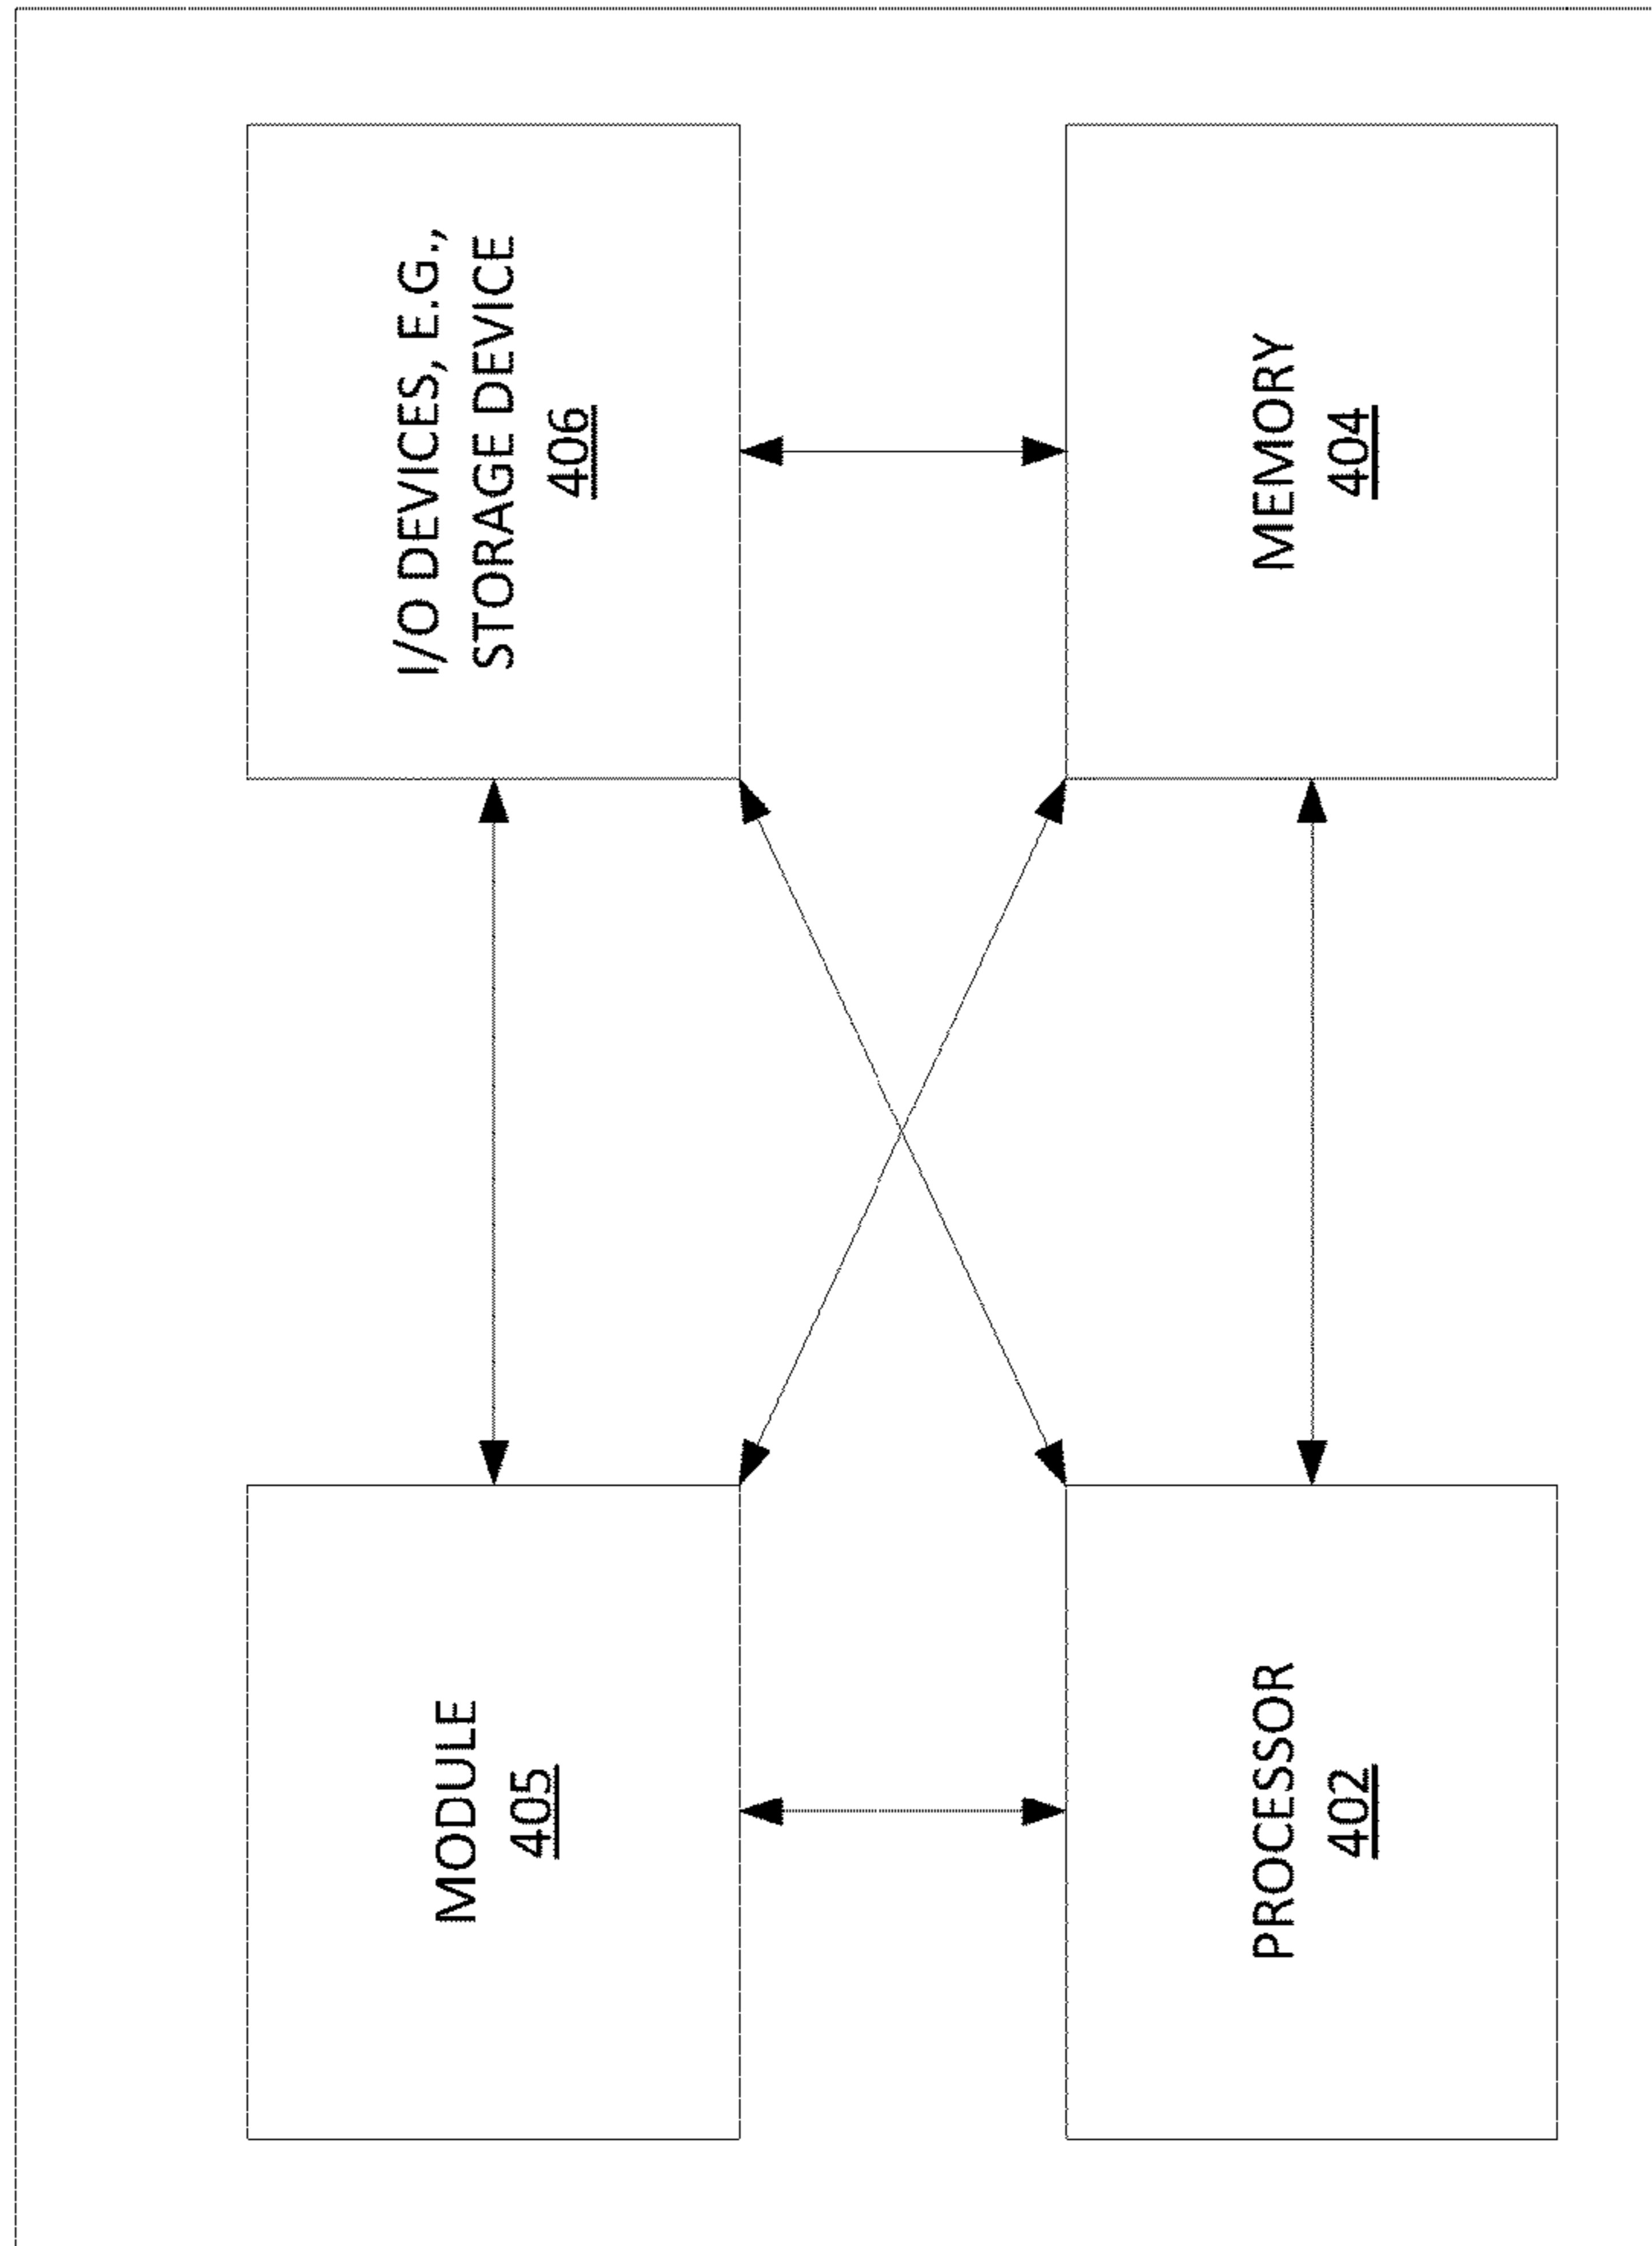 MODULE
405
I/O DEVICES, E.G.,
STORAGE DEVICE
406
PROCESSOR
402
MEMORY
404